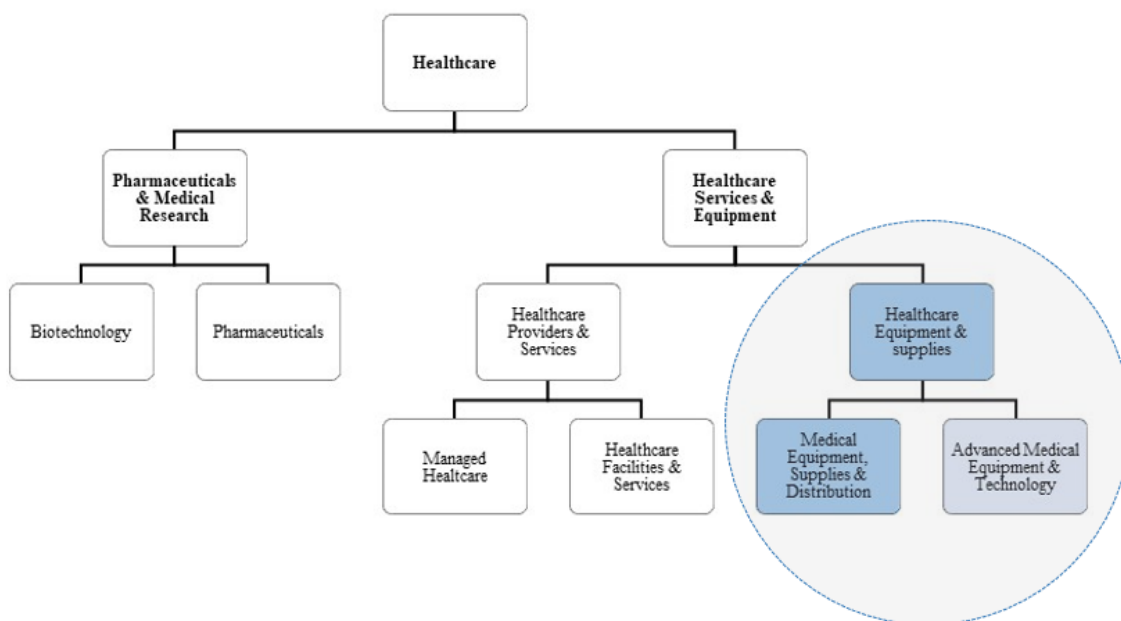 Healthcare
Pharmaceuticals
& Medical
Research
Healthcare
Services &
Equipment
Biotechnology
Pharmaceuticals
Healthcare
Providers &
Services
Healthcare
Equipment &
supplies
Managed
Healtcare
Healthcare
Facilities &
Services
Medical
Equipment,
Supplies &
Distribution
Advanced Medical
Equipment &
Technology